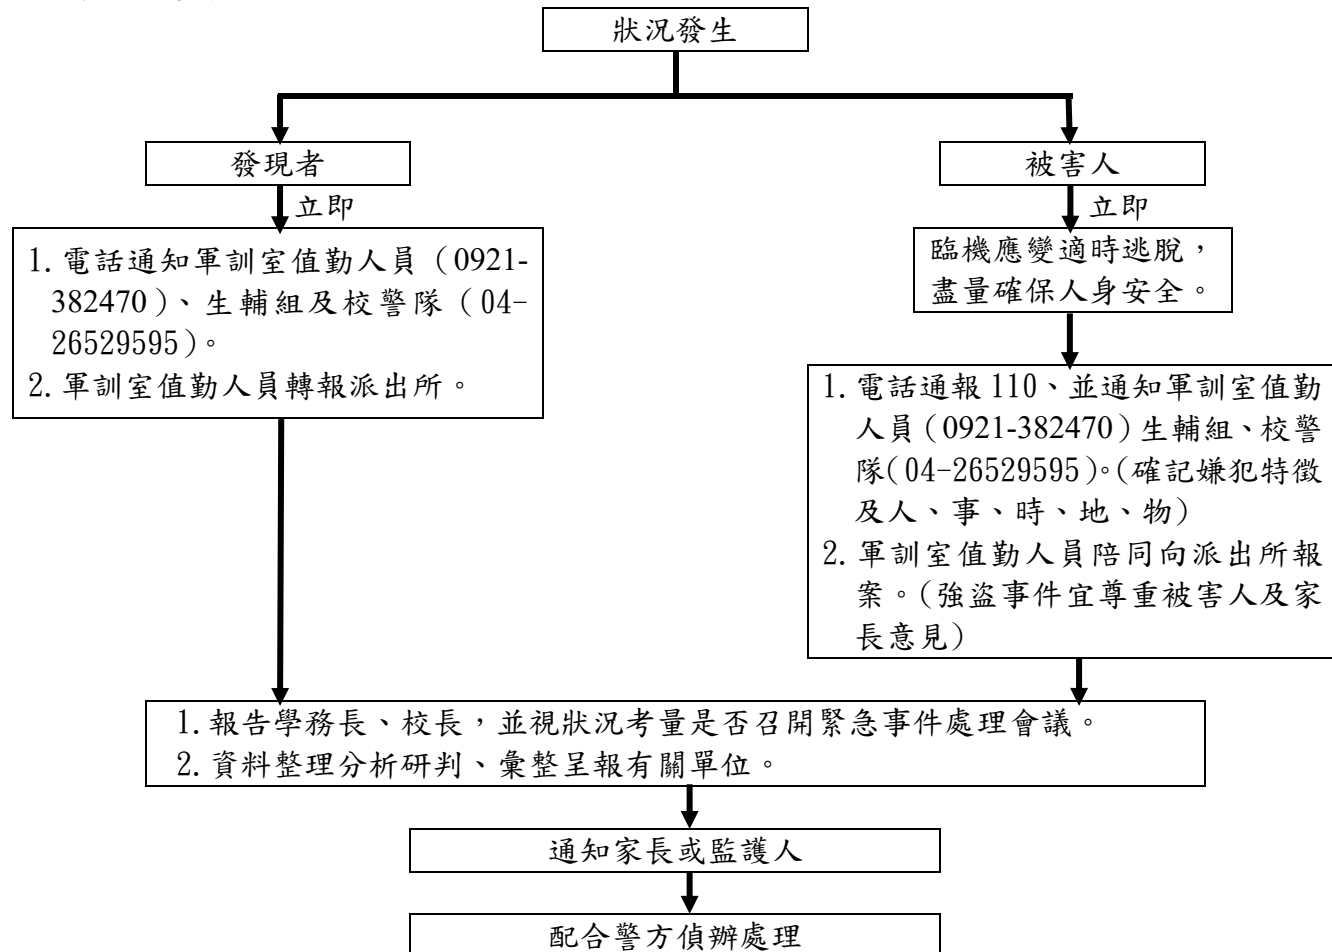 狀況發生
發現者
立即
1. 電話通知軍訓室值勤人員（0921-
382470）、生輔組及校警隊（04-
26529595）。
2. 軍訓室值勤人員轉報派出所。
被害人
立即
臨機應變適時逃脫，
盡量確保人身安全。
1. 電話通報 110、並通知軍訓室值勤
人員（0921-382470）生輔組、校警
隊（04-26529595）。（確記嫌犯特徵
及人、事、時、地、物）
2. 軍訓室值勤人員陪同向派出所報
案。（強盜事件宜尊重被害人及家
長意見）
1. 報告學務長、校長，並視狀況考量是否召開緊急事件處理會議。
2. 資料整理分析研判、彙整呈報有關單位。
通知家長或監護人
配合警方偵辦處理